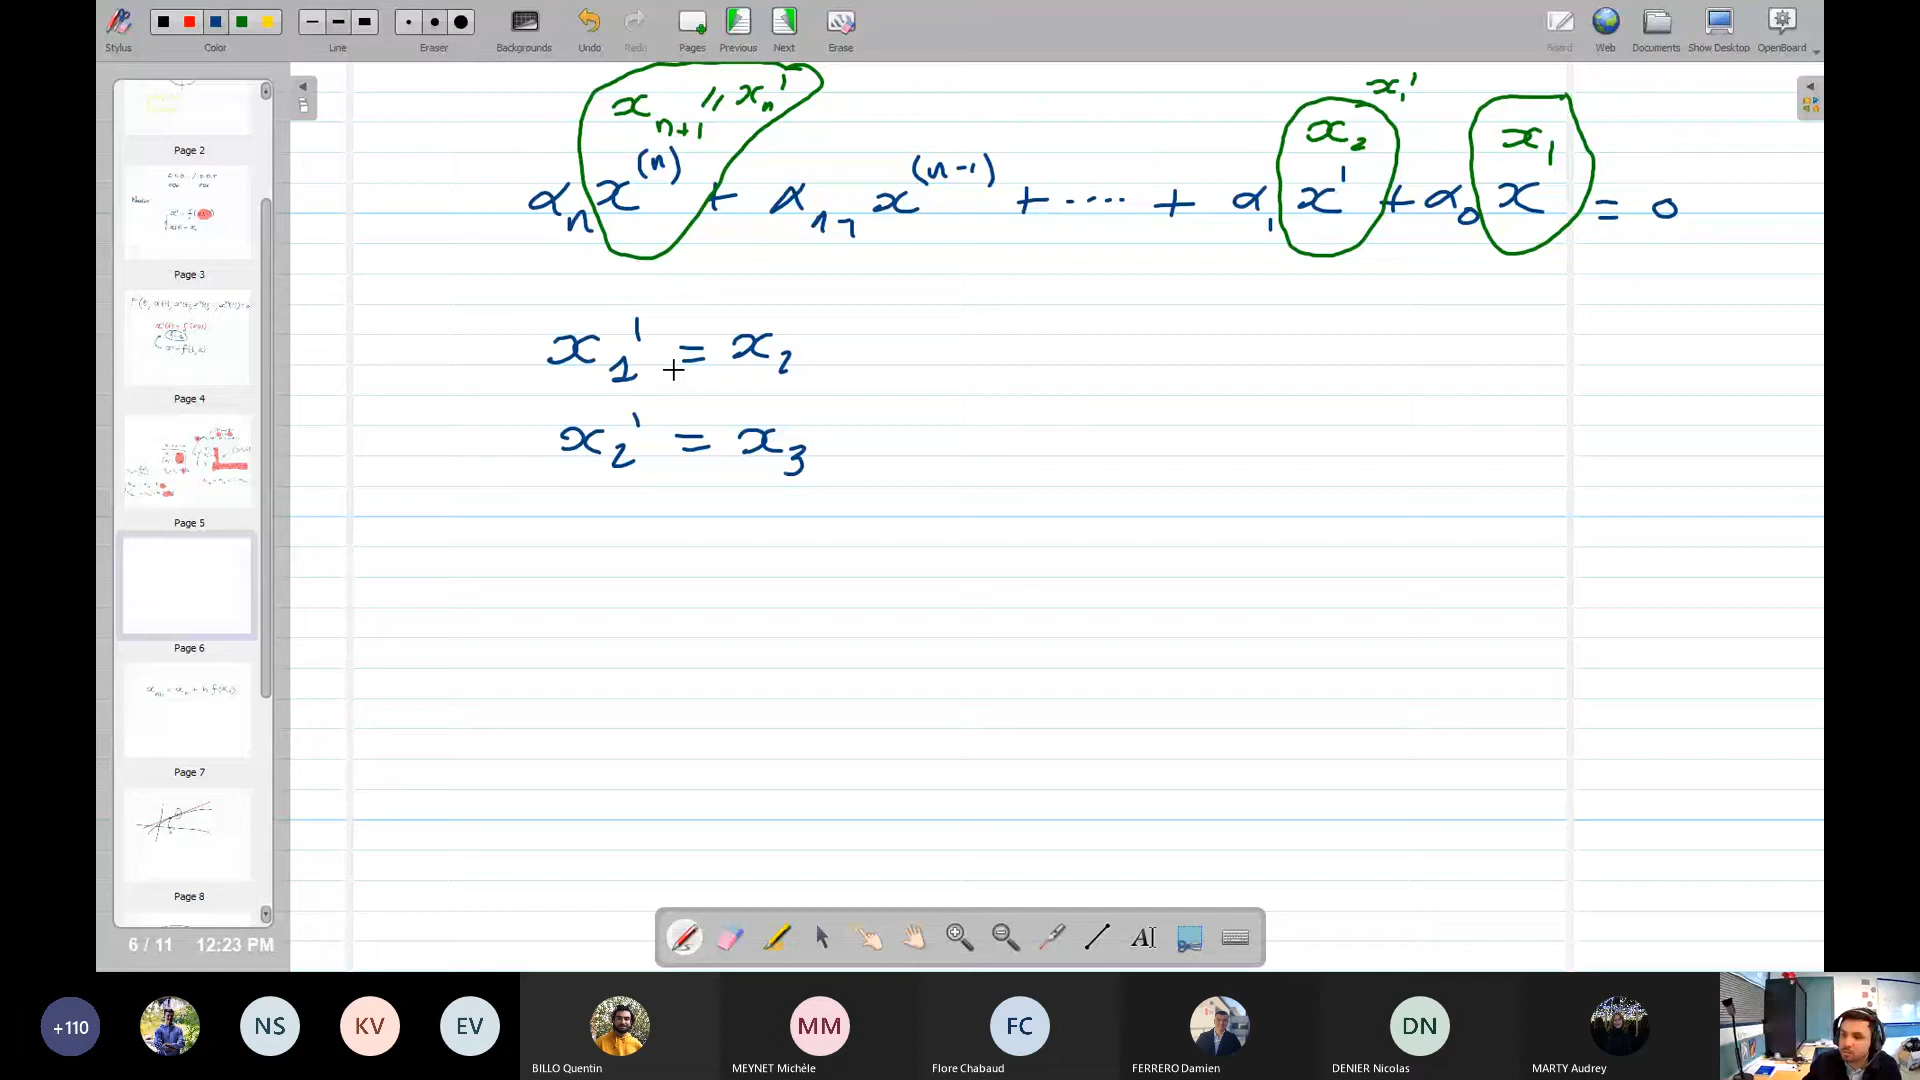 Stylus
Color
Line
Eraser
Backgrounds
Undo
Redo
Pages
Previous
Next
Erase
Board
Web
Documents
Show Desktop
OpenBoard
Page 2
Page 3
Page 4
Page 5
Page 6
Page 7
Page 8
6 / 11 12:23 PM
x_{n+1} // x_n'
x_1'
x_2
x_1
α_n x^{(n)} + α_{n-1} x^{(n-1)} + .... + α_1 x' + α_0 x = 0
x_1' = x_2
x_2' = x_3
+110
NS
KV
EV
MM
FC
DN
BILLO Quentin
MEYNET Michèle
Flore Chabaud
FERRERO Damien
DENIER Nicolas
MARTY Audrey